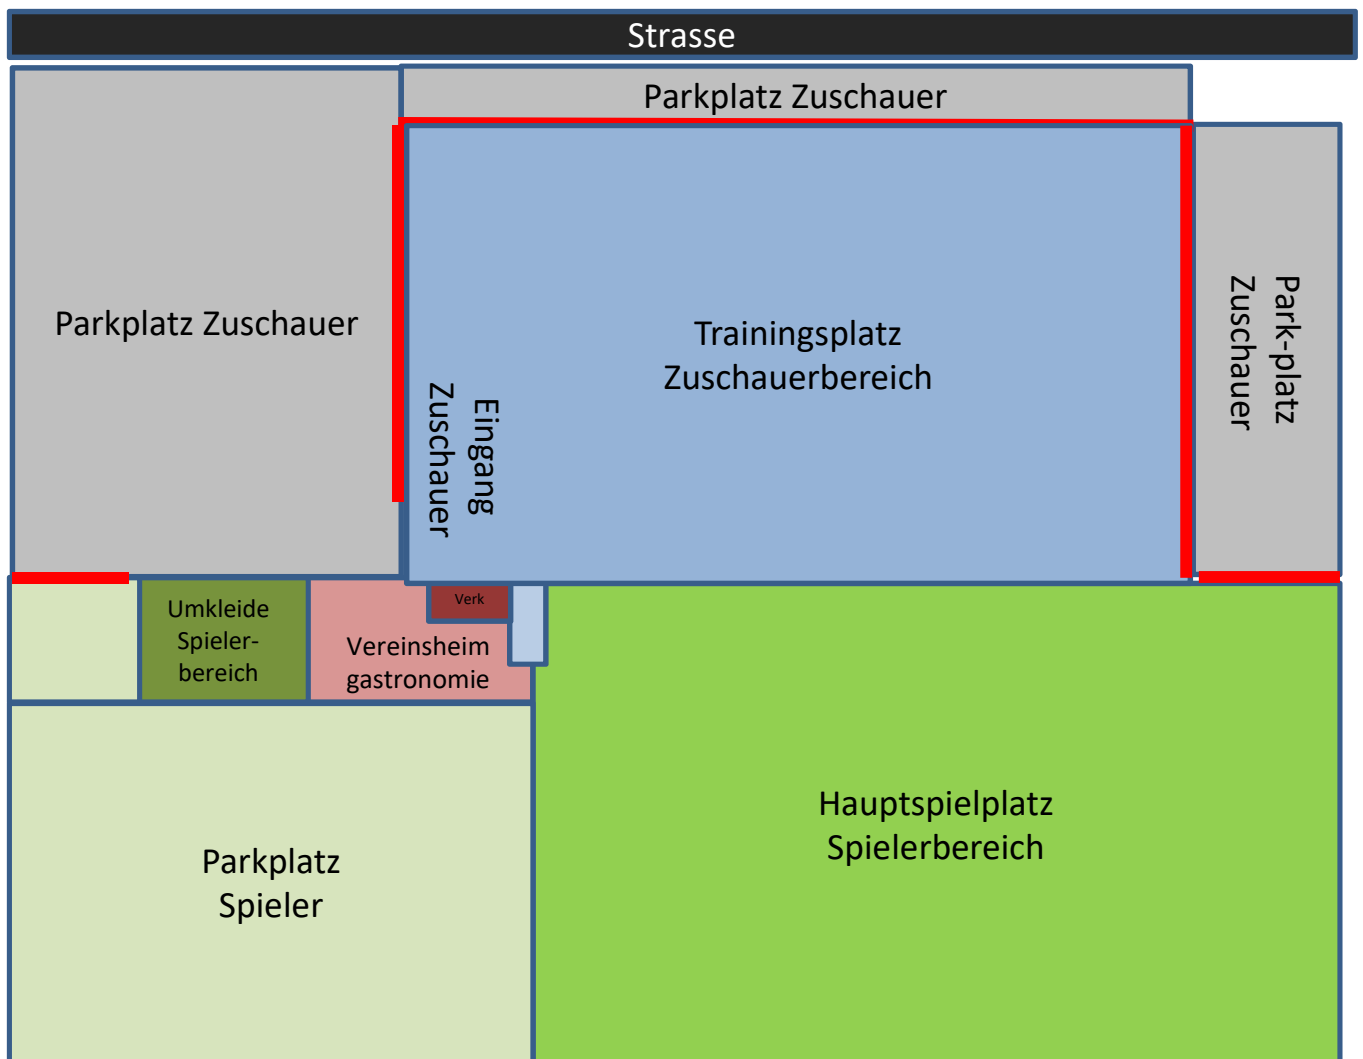 Strasse
Parkplatz Zuschauer
Parkplatz Zuschauer
Trainingsplatz
Zuschauerbereich
Park-platz
Zuschauer
Eingang
Zuschauer
Umkleide
Spieler-
bereich
Verk
Vereinsheim
gastronomie
Hauptspielplatz
Spielerbereich
Parkplatz
Spieler